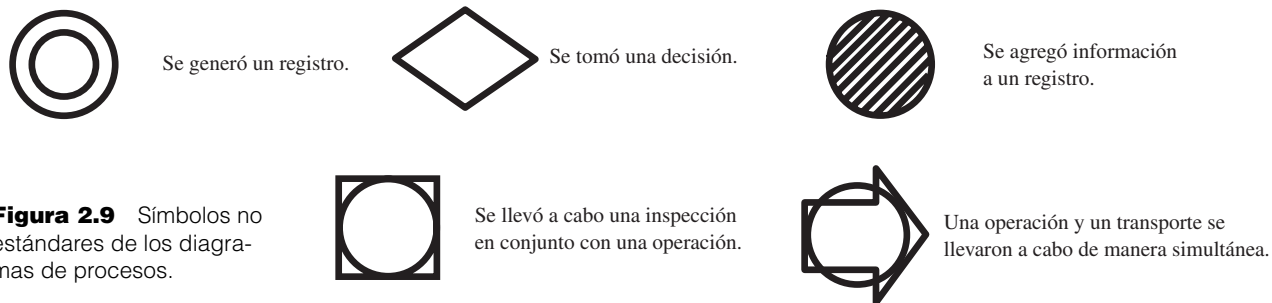 Se generó un registro.
Se tomó una decisión.
Se agregó información
a un registro.
Figura 2.9 Símbolos no
estándares de los diagra-
mas de procesos.
Se llevó a cabo una inspección
en conjunto con una operación.
Una operación y un transporte se
llevaron a cabo de manera simultánea.